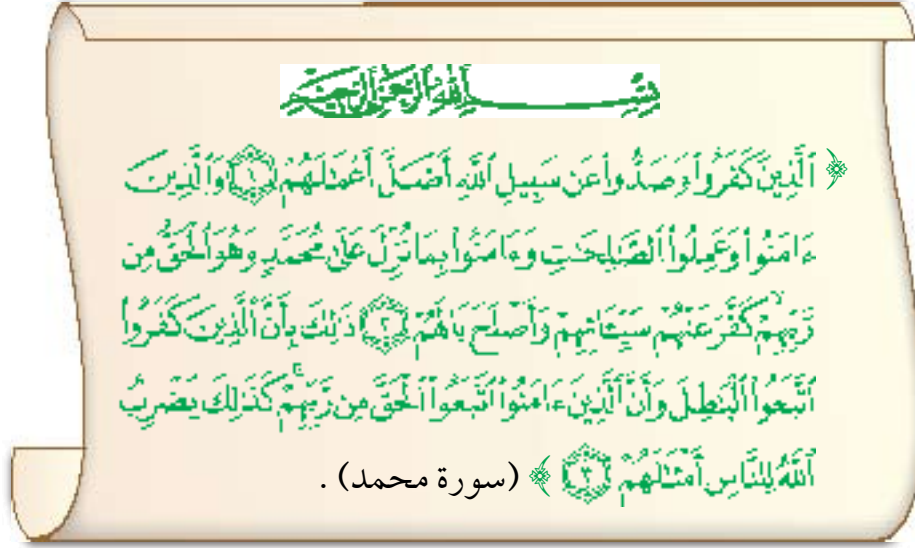 بِسْمِ اللَّهِ الرَّحْمَٰنِ الرَّحِيمِ
﴿ ٱلَّذِينَ كَفَرُوا۟ وَصَدُّوا۟ عَن سَبِيلِ ٱللَّهِ أَضَلَّ أَعْمَٰلَهُمْ ۝١ وَٱلَّذِينَ
ءَامَنُوا۟ وَعَمِلُوا۟ ٱلصَّٰلِحَٰتِ وَءَامَنُوا۟ بِمَا نُزِّلَ عَلَىٰ مُحَمَّدٍ وَهُوَ ٱلْحَقُّ مِن
رَّبِّهِمْ ۙ كَفَّرَ عَنْهُمْ سَيِّـَٔاتِهِمْ وَأَصْلَحَ بَالَهُمْ ۝٢ ذَٰلِكَ بِأَنَّ ٱلَّذِينَ كَفَرُوا۟
ٱتَّبَعُوا۟ ٱلْبَٰطِلَ وَأَنَّ ٱلَّذِينَ ءَامَنُوا۟ ٱتَّبَعُوا۟ ٱلْحَقَّ مِن رَّبِّهِمْ ۚ كَذَٰلِكَ يَضْرِبُ
ٱللَّهُ لِلنَّاسِ أَمْثَٰلَهُمْ ۝٣ ﴾ (سورة محمد) .